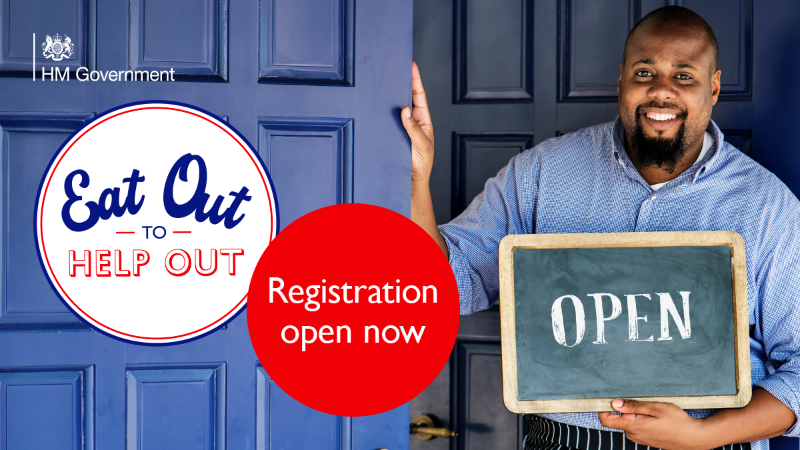 HM Government
Eat Out
TO
HELP OUT
Registration
open now
OPEN